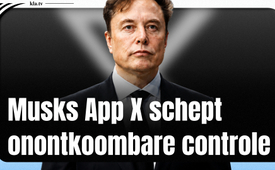 kla.tv
Musks App X schept
onontkoombare controle